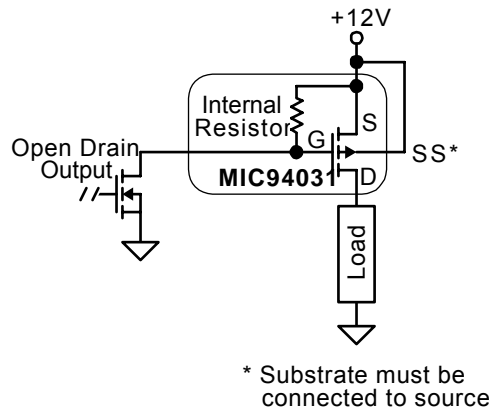 +12V
Internal
Resistor
G
S
Open Drain
Output
SS*
MIC94031
D
Load
* Substrate must be
connected to source